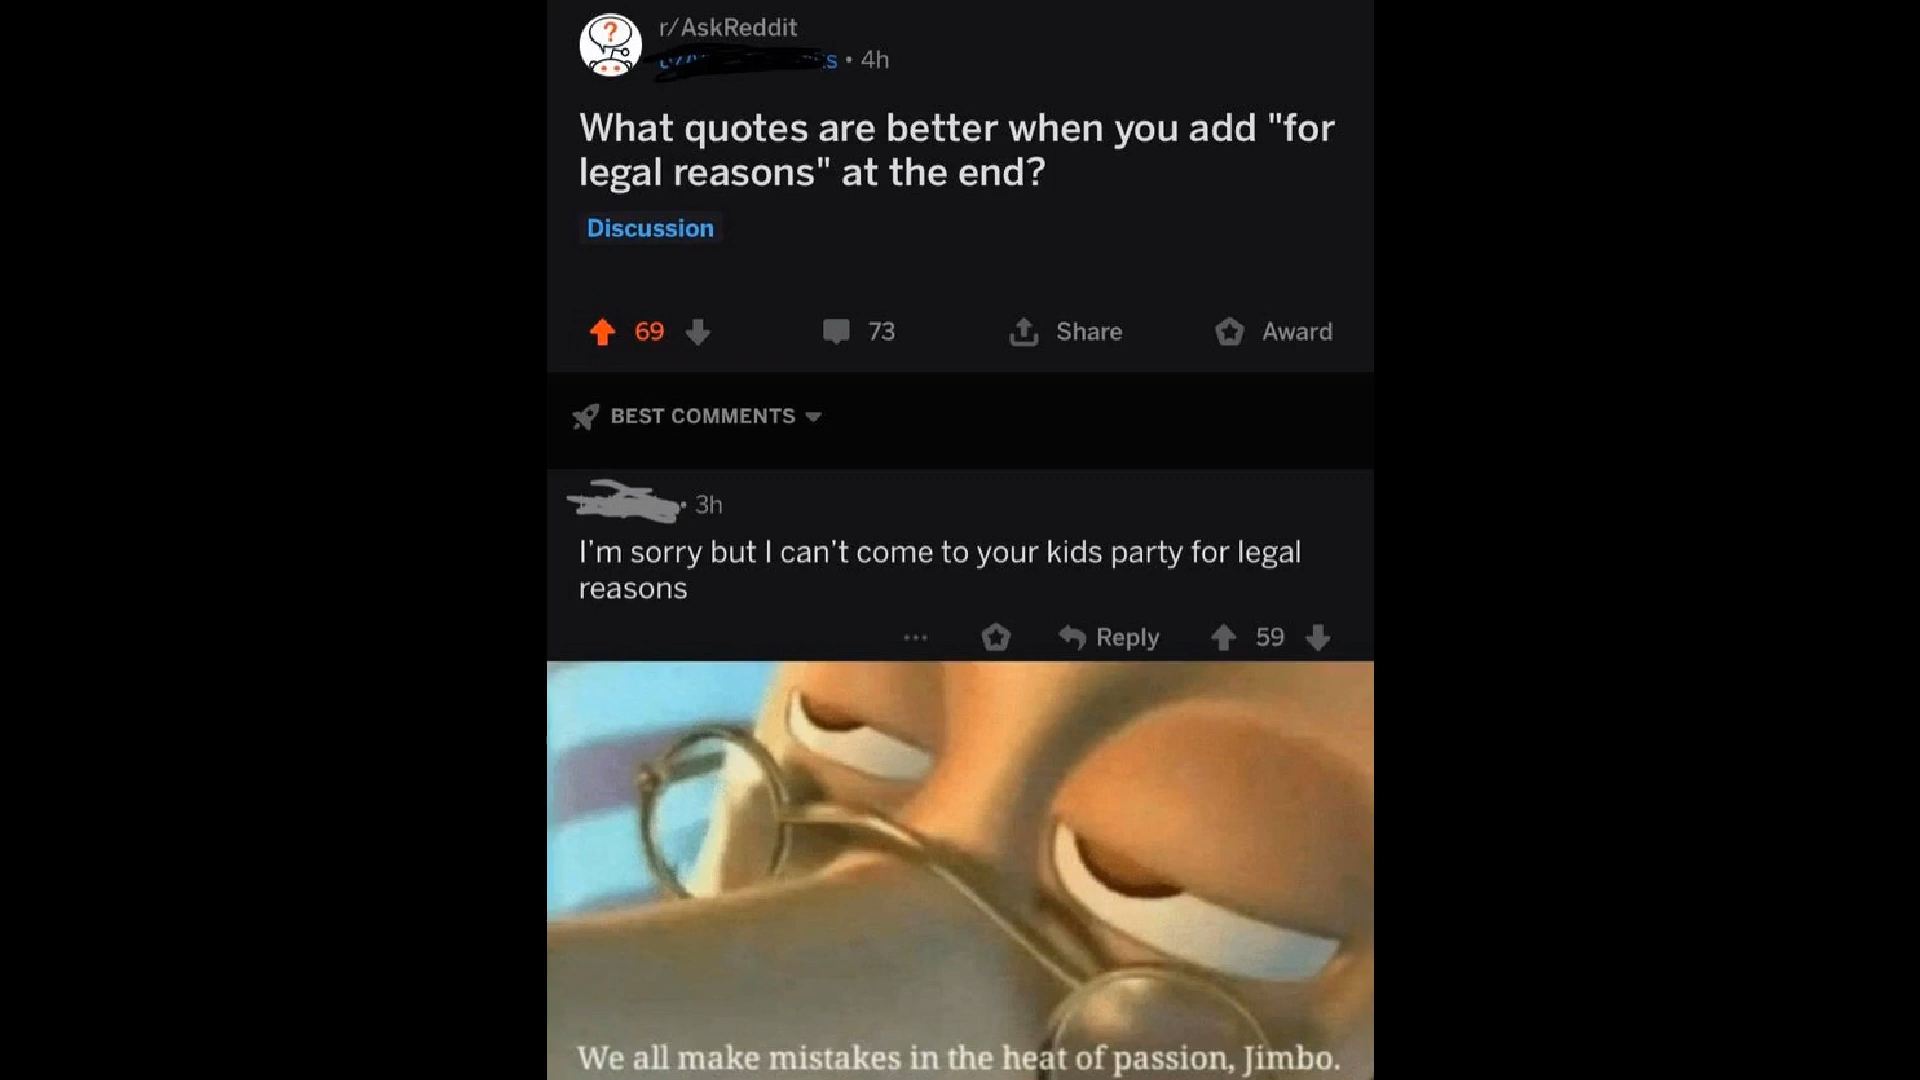 r/AskReddit
s • 4h
What quotes are better when you add "for
legal reasons" at the end?
Discussion
69
73
Share
Award
BEST COMMENTS
• 3h
I'm sorry but I can't come to your kids party for legal
reasons
Reply
59
We all make mistakes in the heat of passion, Jimbo.